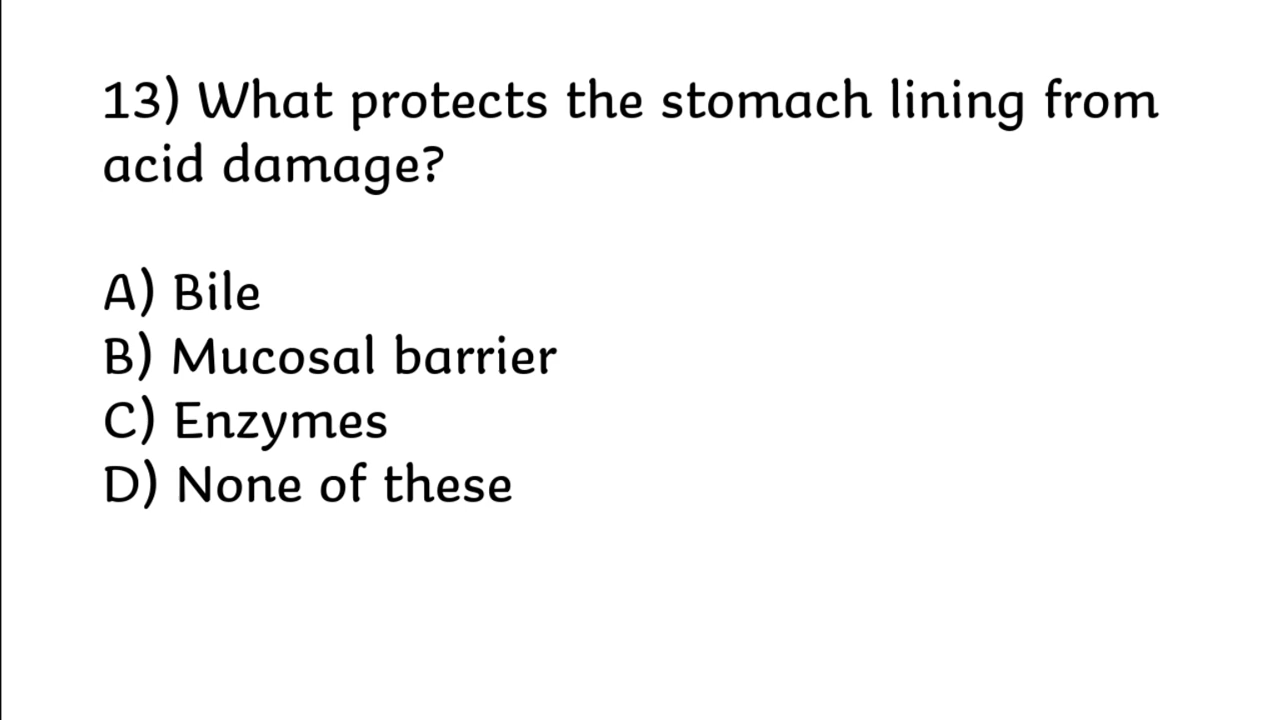 13) What protects the stomach lining from
acid damage?
A) Bile
B) Mucosal barrier
C) Enzymes
D) None of these